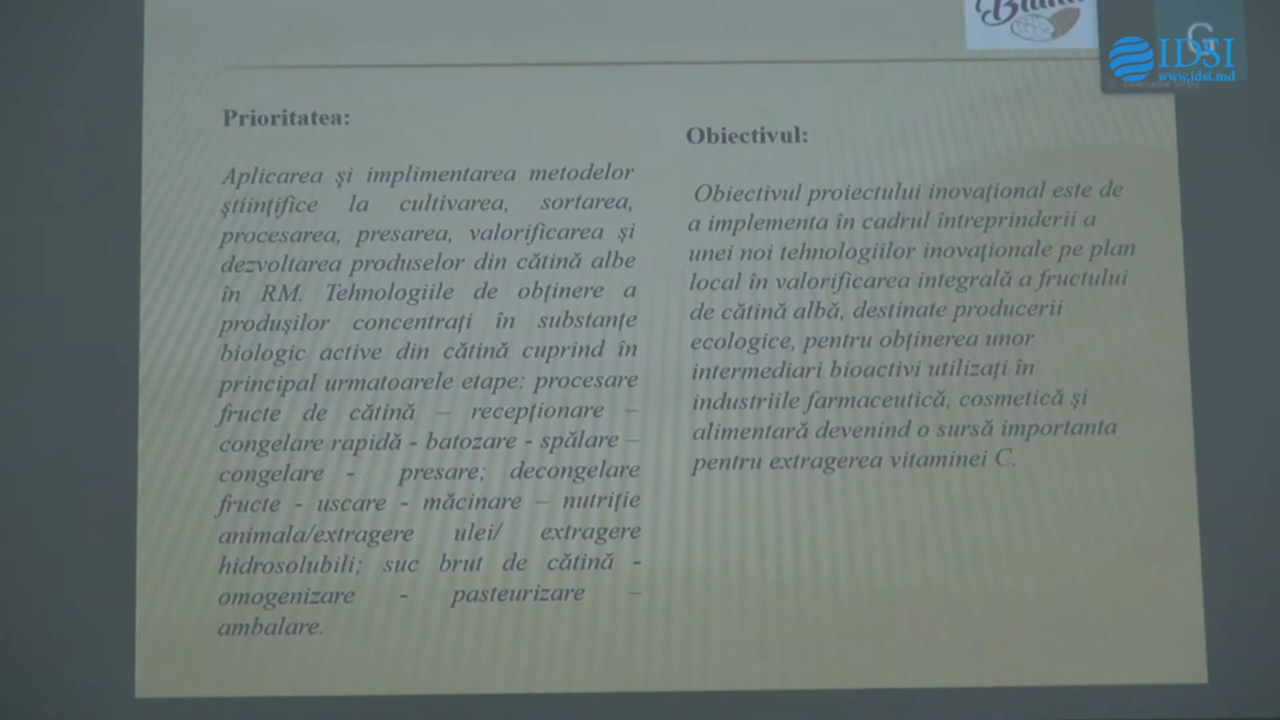 IDSI
www.idsi.md
Prioritatea:
Aplicarea şi implimentarea metodelor
ştiinţifice la cultivarea, sortarea,
procesarea, presarea, valorificarea şi
dezvoltarea produselor din cătină albe
în RM. Tehnologiile de obţinere a
produşilor concentraţi în substanţe
biologic active din cătină cuprind în
principal urmatoarele etape: procesare
fructe de cătină – recepţionare –
congelare rapidă - batozare - spălare –
congelare - presare; decongelare
fructe - uscare - măcinare – nutriţie
animala/extragere ulei/ extragere
hidrosolubili; suc brut de cătină -
omogenizare - pasteurizare –
ambalare.
Obiectivul:
Obiectivul proiectului inovaţional este de
a implementa în cadrul întreprinderii a
unei noi tehnologiilor inovaţionale pe plan
local în valorificarea integrală a fructului
de cătină albă, destinate producerii
ecologice, pentru obţinerea unor
intermediari bioactivi utilizaţi în
industriile farmaceutică, cosmetică şi
alimentară devenind o sursă importanta
pentru extragerea vitaminei C.